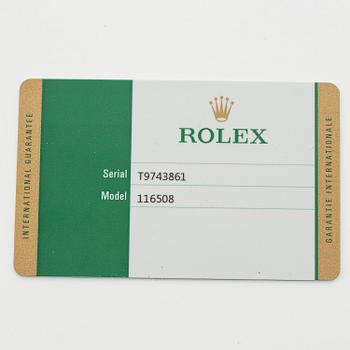 INTERNATIONAL GUARANTEE
ROLEX
Serial T9743861
Model 116508
GARANTIE INTERNATIONALE